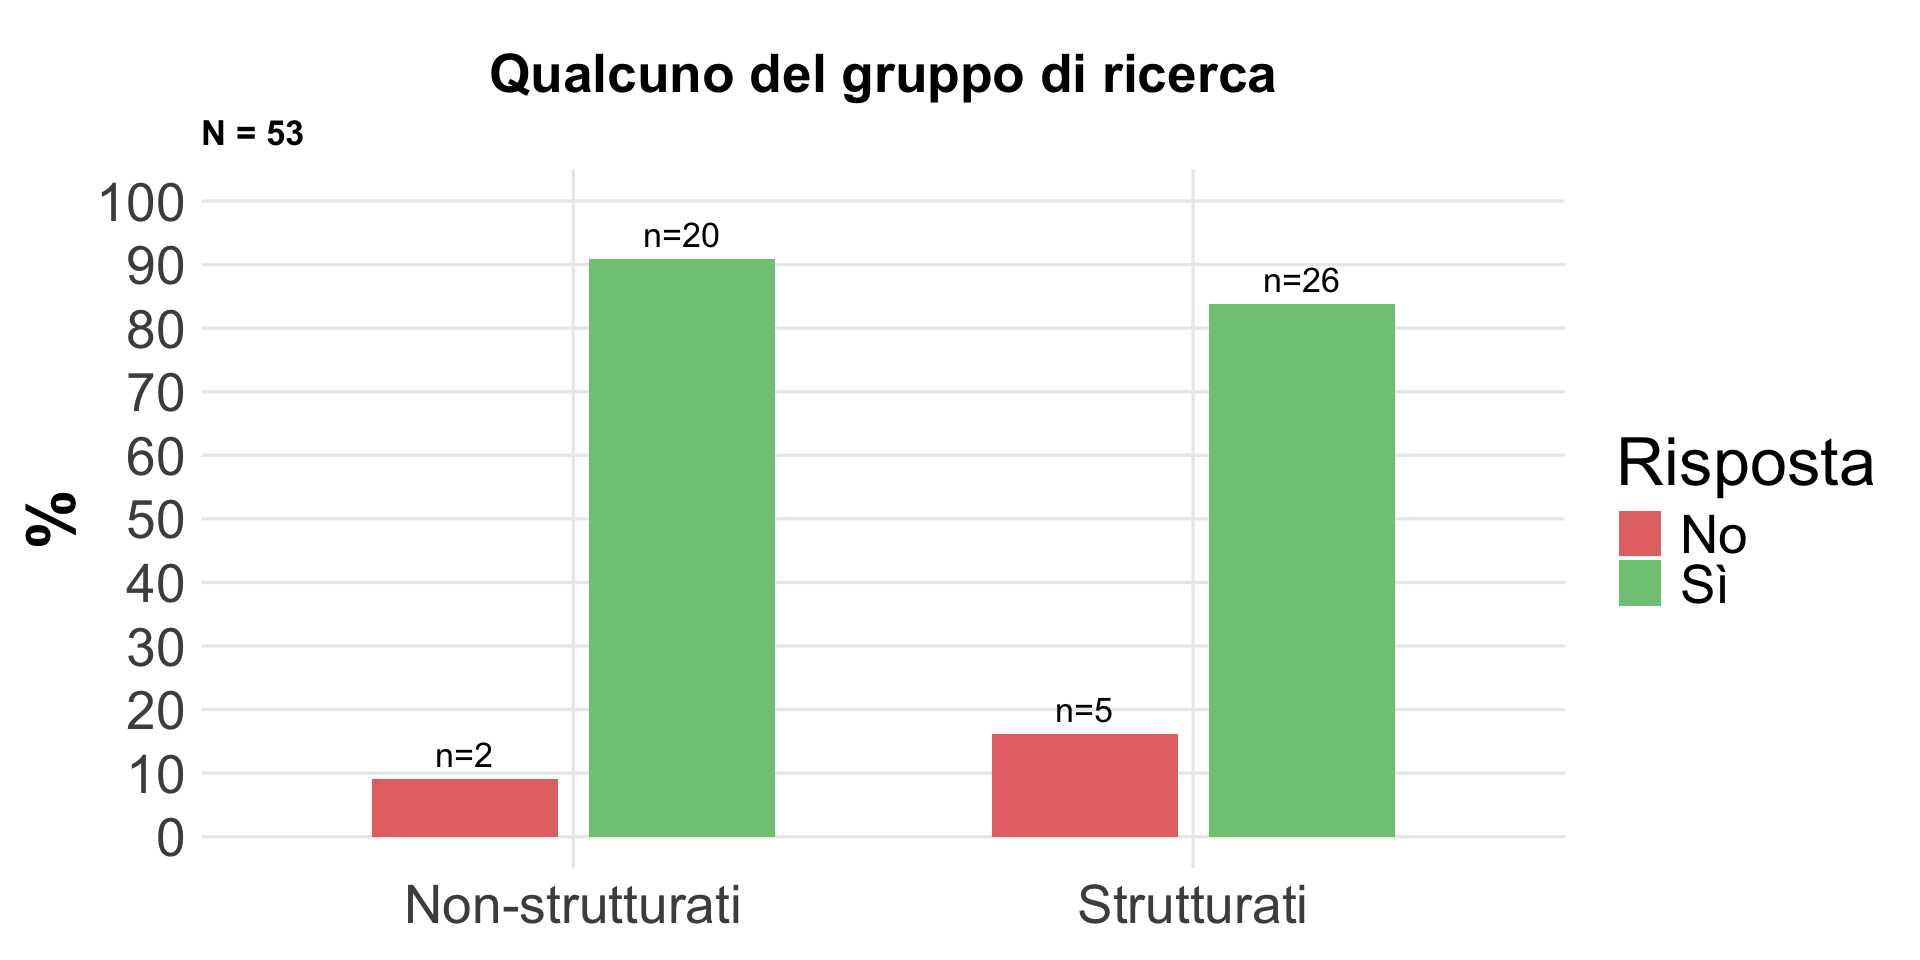 Qualcuno del gruppo di ricerca
N = 53
%
100
90
80
70
60
50
40
30
20
10
0
n=2
n=20
n=5
n=26
Non-strutturati
Strutturati
Risposta
No
Sì